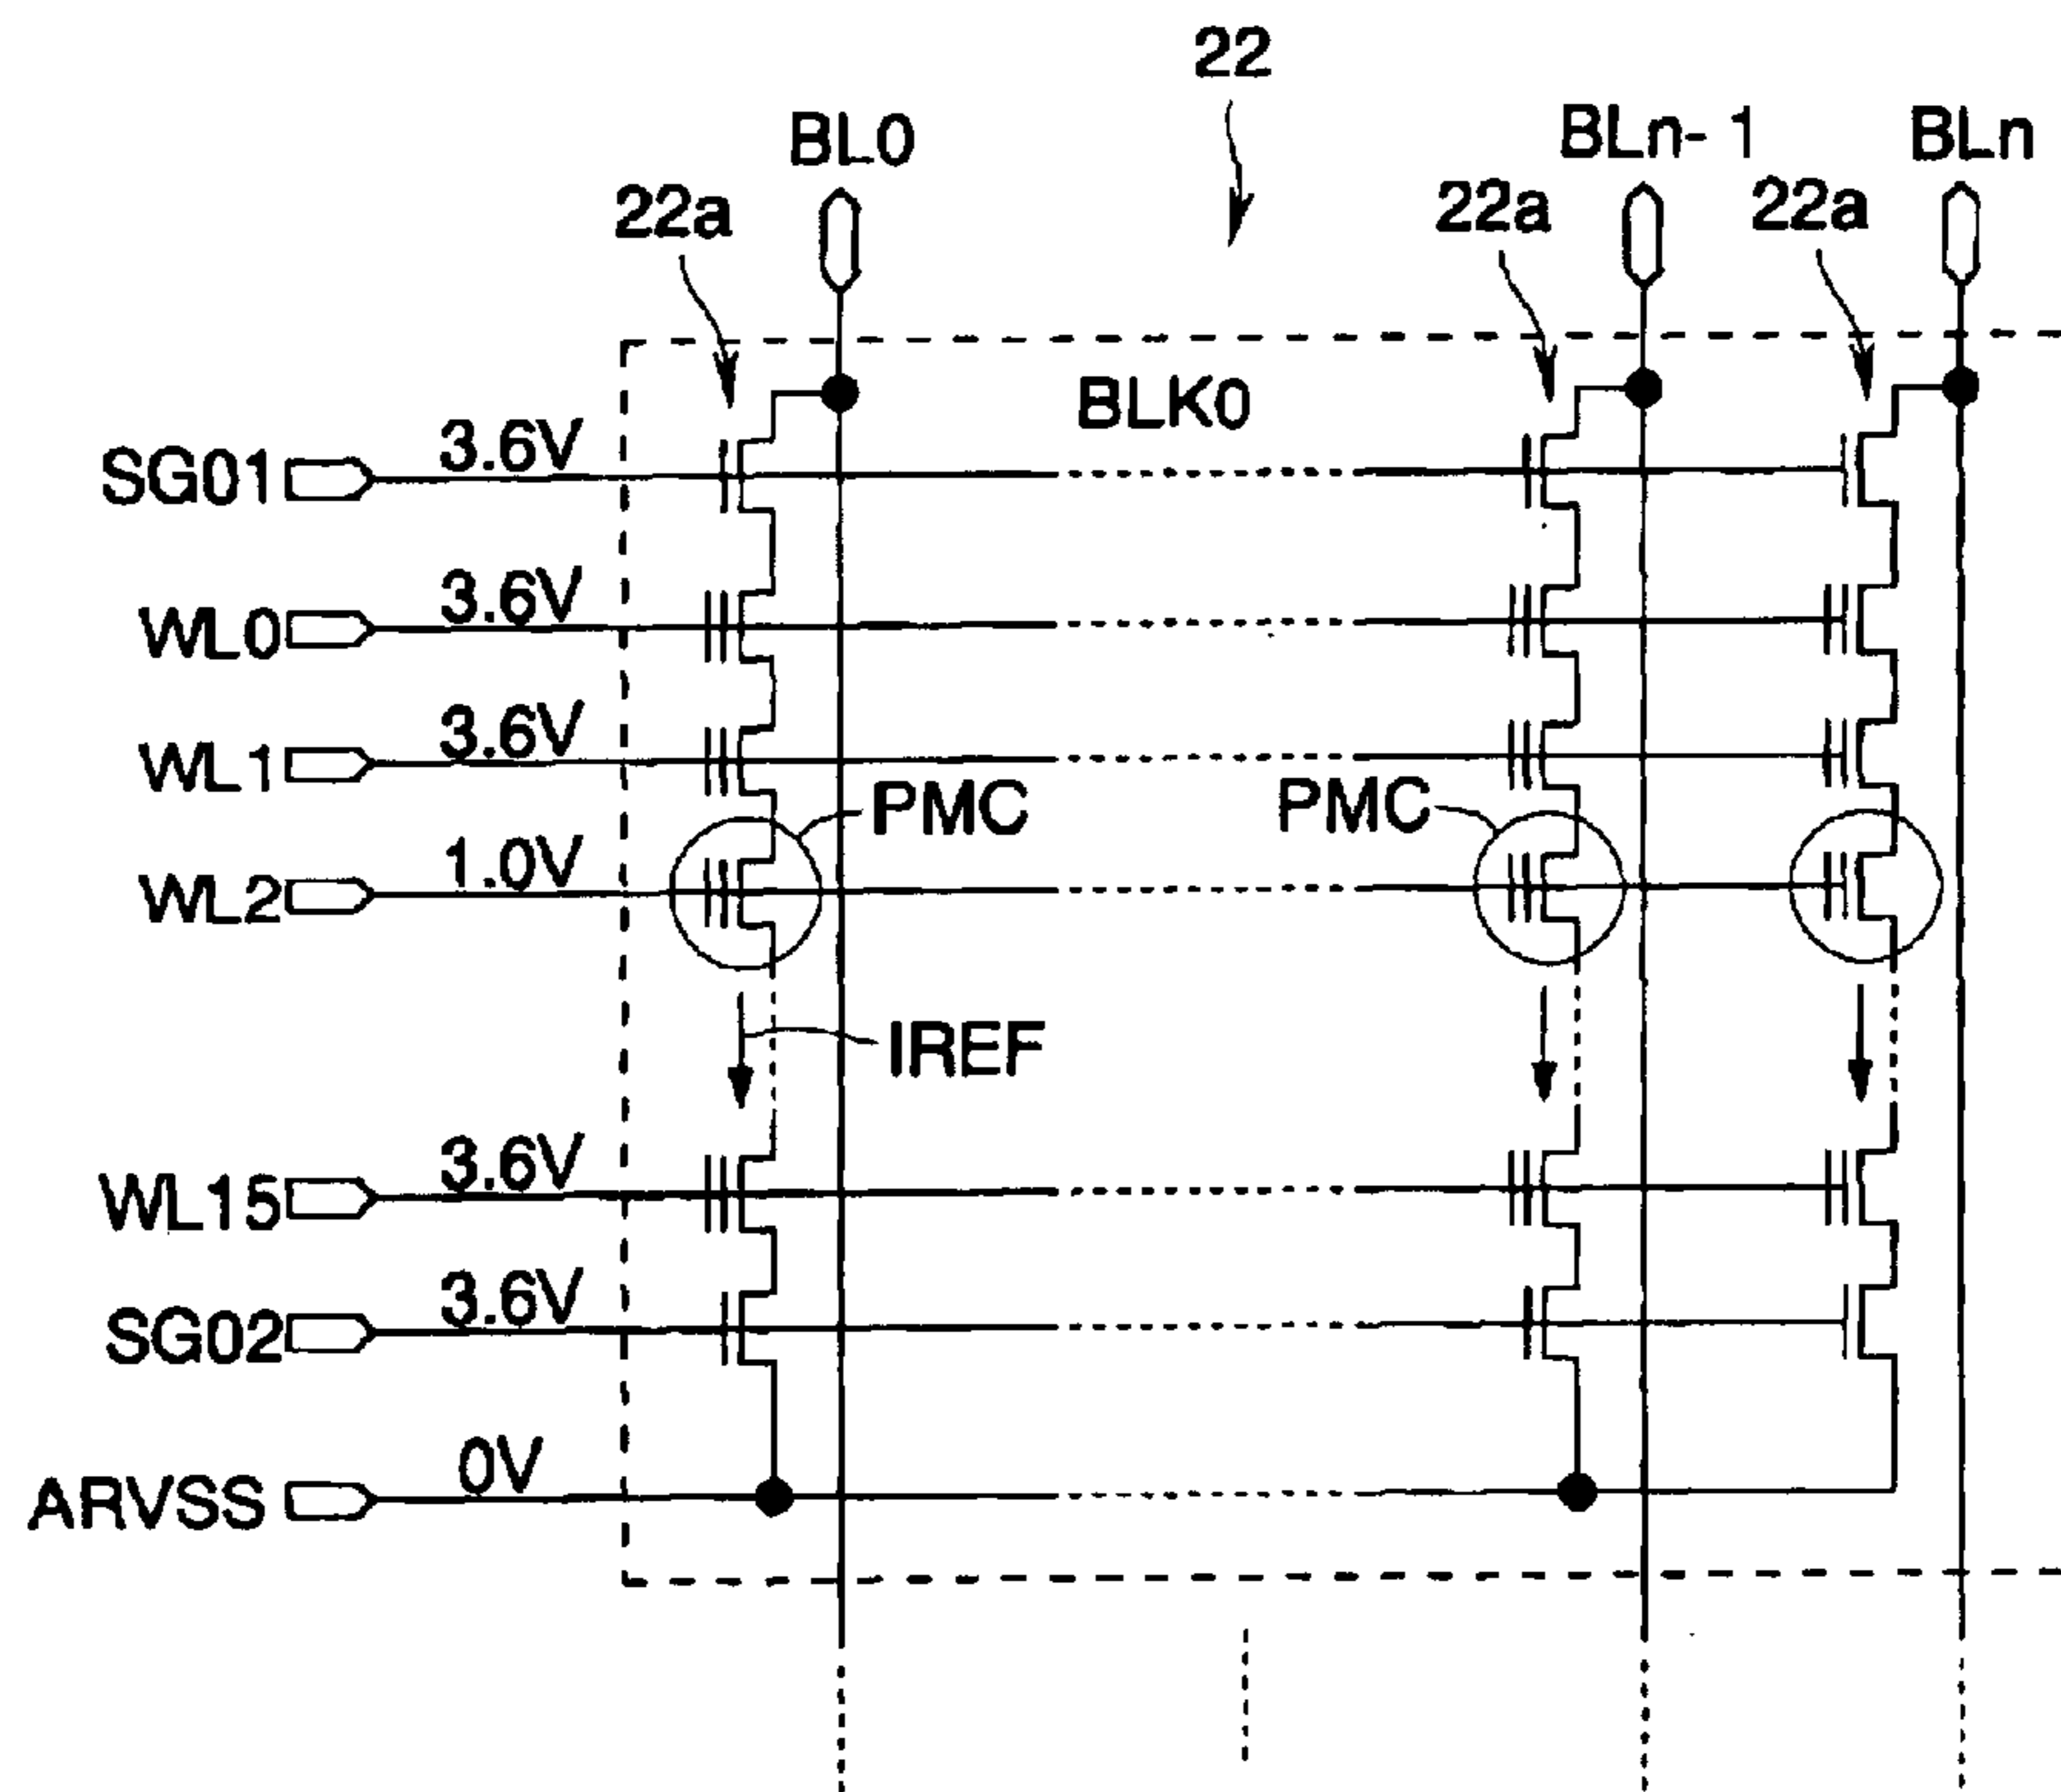 22
BL0
BLn-1
BLn
22a
22a
22a
BLK0
SG01
3.6V
WL0
3.6V
WL1
3.6V
PMC
PMC
WL2
1.0V
IREF
WL15
3.6V
SG02
3.6V
ARVSS
0V